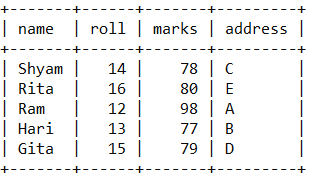 +-------+------+-------+---------+
| name  | roll | marks | address |
+-------+------+-------+---------+
| Shyam |   14 |    78 | C       |
| Rita  |   16 |    80 | E       |
| Ram   |   12 |    98 | A       |
| Hari  |   13 |    77 | B       |
| Gita  |   15 |    79 | D       |
+-------+------+-------+---------+